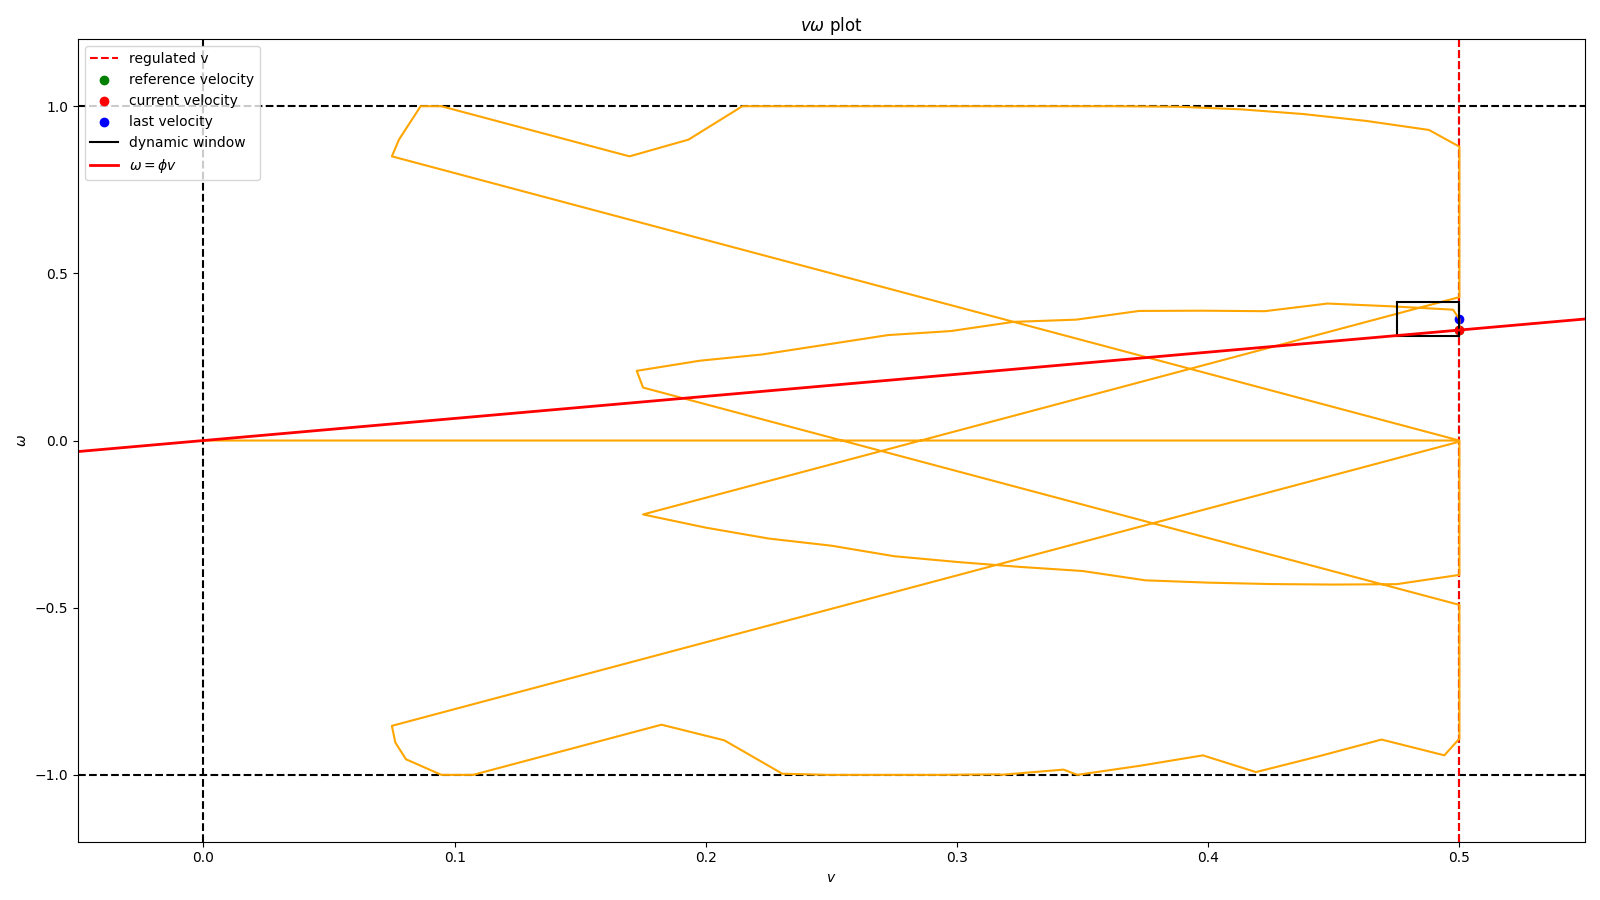 vω plot
regulated v
reference velocity
current velocity
last velocity
dynamic window
ω = ϕv
1.0
0.5
0.0
−0.5
−1.0
ω
0.0 0.1 0.2 0.3 0.4 0.5
v